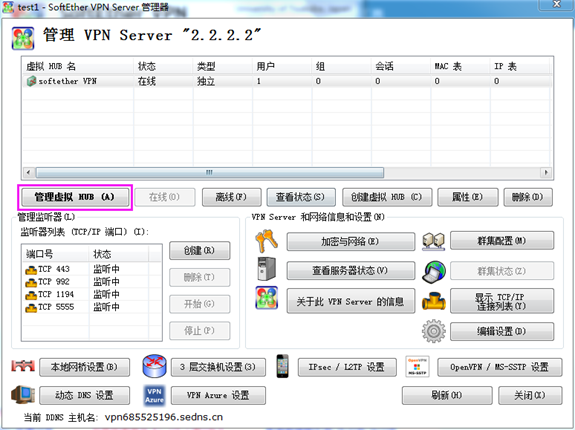 test1 - SoftEther VPN Server 管理器
管理 VPN Server "2.2.2.2"
虚拟 HUB 名 状态 类型 用户 组 会话 MAC 表 IP 表
softether VPN 在线 独立 1 0 0 0 0
管理虚拟 HUB (A) 在线(O) 离线(F) 查看状态(S) 创建虚拟 HUB (C) 属性(E) 删除(D)
管理监听器(L) VPN Server 和网络信息和设置(N)
监听器列表 (TCP/IP 端口) (I):
端口号 状态
TCP 443 监听中
TCP 992 监听中
TCP 1194 监听中
TCP 5555 监听中
创建(R)
删除(T)
开始(G)
停止(P)
加密与网络(E) 群集配置(M)
查看服务器状态(V) 群集状态(Z)
关于此 VPN Server 的信息 显示 TCP/IP
连接列表(T)
编辑设置(D)
本地网桥设置(B) 3 层交换机设置(3) IPsec / L2TP 设置 OpenVPN
MS-SSTP OpenVPN / MS-SSTP 设置
动态 DNS 设置 VPN
Azure VPN Azure 设置 刷新(H) 关闭(X)
当前 DDNS 主机名: vpn685525196.sedns.cn